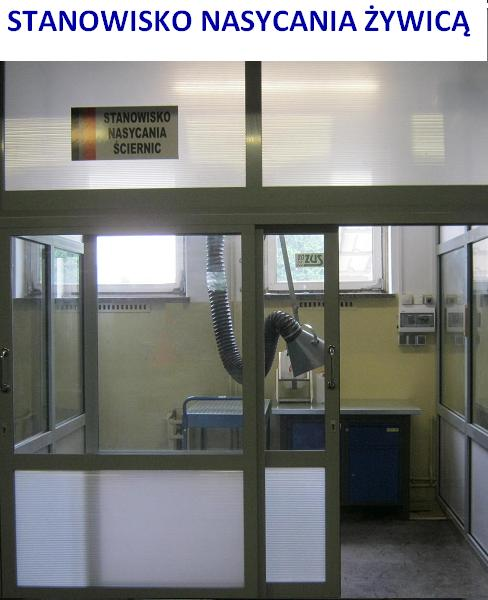 STANOWISKO NASYCANIA ŻYWICĄ
STANOWISKO
NASYCANIA
ŚCIERNIC
ZUS